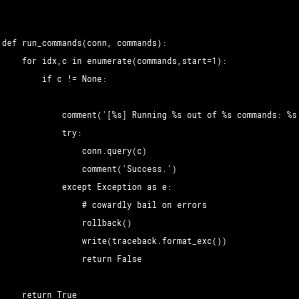 def run_commands(conn, commands):
    for idx,c in enumerate(commands,start=1):
        if c != None:
            comment('[%s] Running %s out of %s commands: %s
            try:
                conn.query(c)
                comment('Success.')
            except Exception as e:
                # cowardly bail on errors
                rollback()
                write(traceback.format_exc())
                return False
    return True